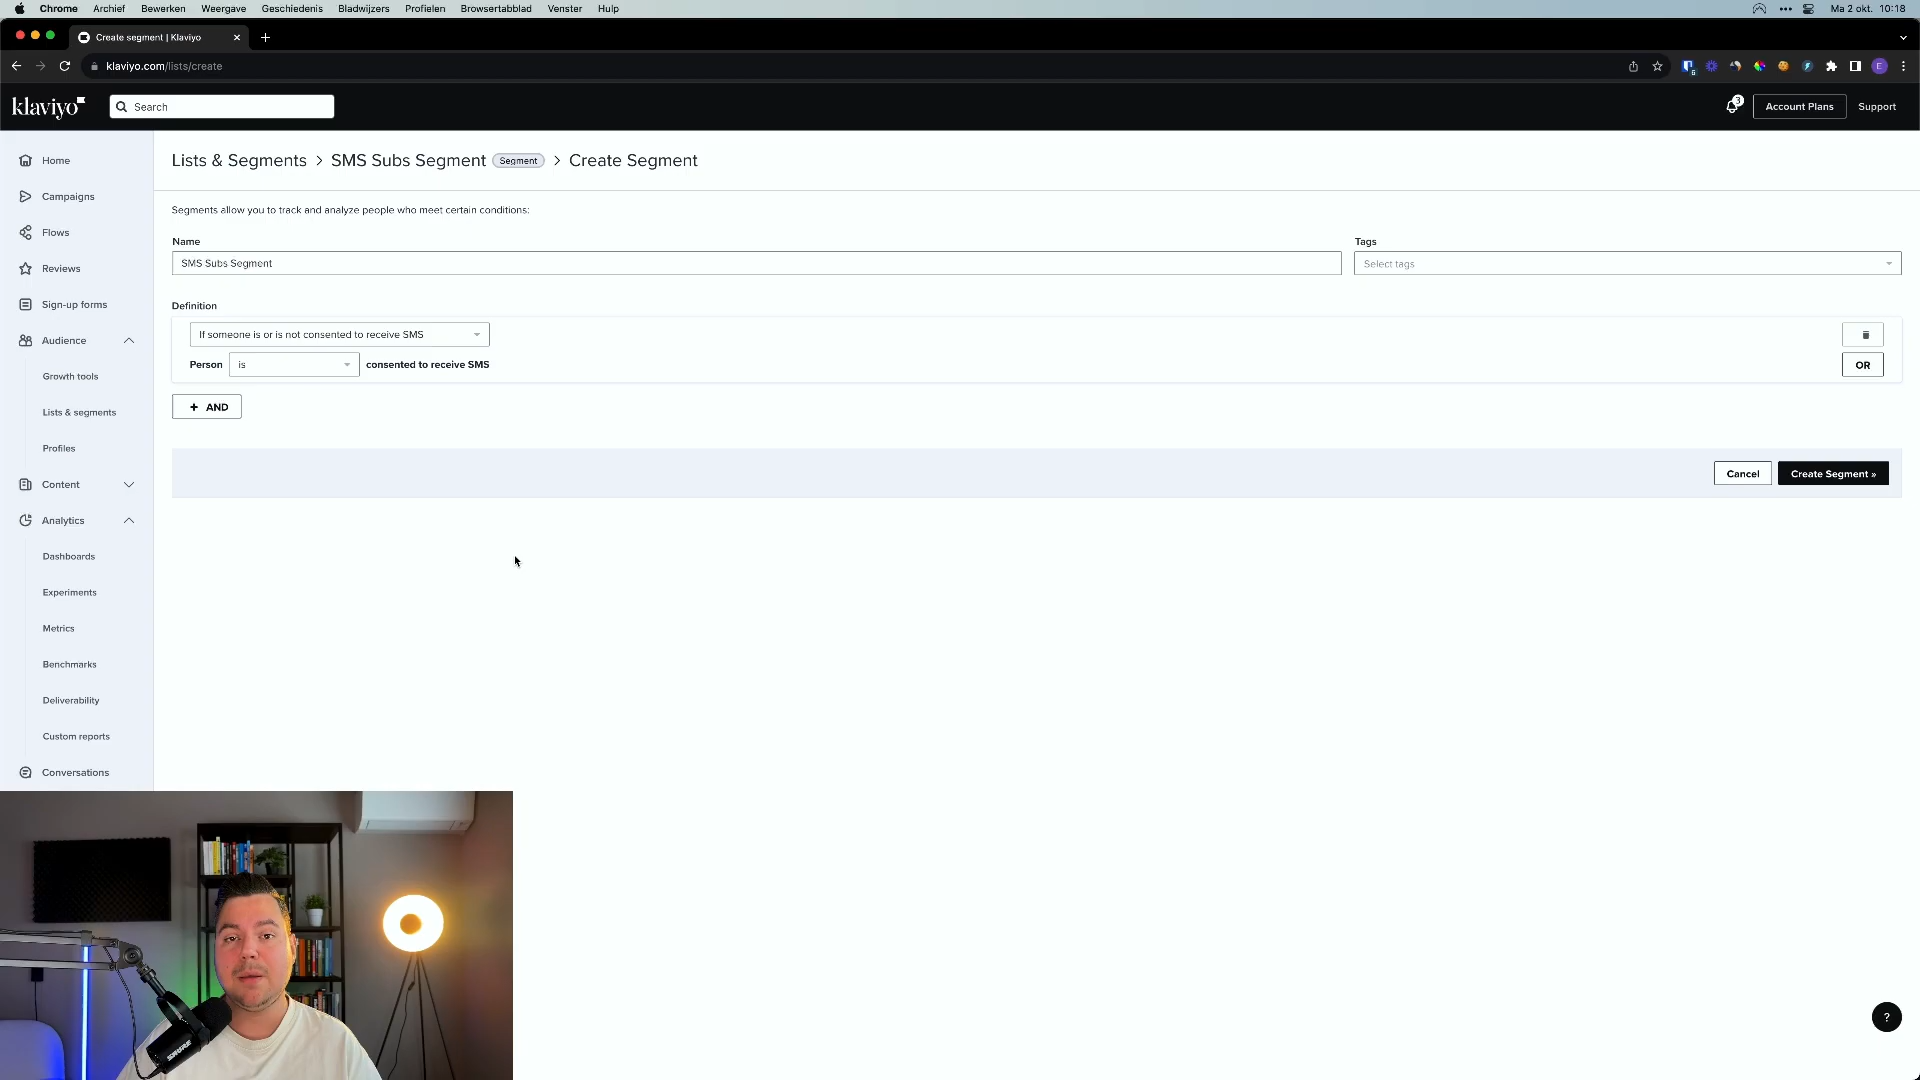 Chrome Archief Bewerken Weergave Geschiedenis Bladwijzers Profielen Browsertabblad Venster Hulp Ma 2 okt. 10:18
Create segment | Klaviyo
klaviyo.com/lists/create
klaviyo Search 3 Account Plans Support
Home
Campaigns
Flows
Reviews
Sign-up forms
Audience
Growth tools
Lists & segments
Profiles
Content
Analytics
Dashboards
Experiments
Metrics
Benchmarks
Deliverability
Custom reports
Conversations
Lists & Segments > SMS Subs Segment Segment > Create Segment
Segments allow you to track and analyze people who meet certain conditions:
Name Tags
SMS Subs Segment Select tags
Definition
If someone is or is not consented to receive SMS
Person is consented to receive SMS OR
+ AND
Cancel Create Segment »
?
SHURE